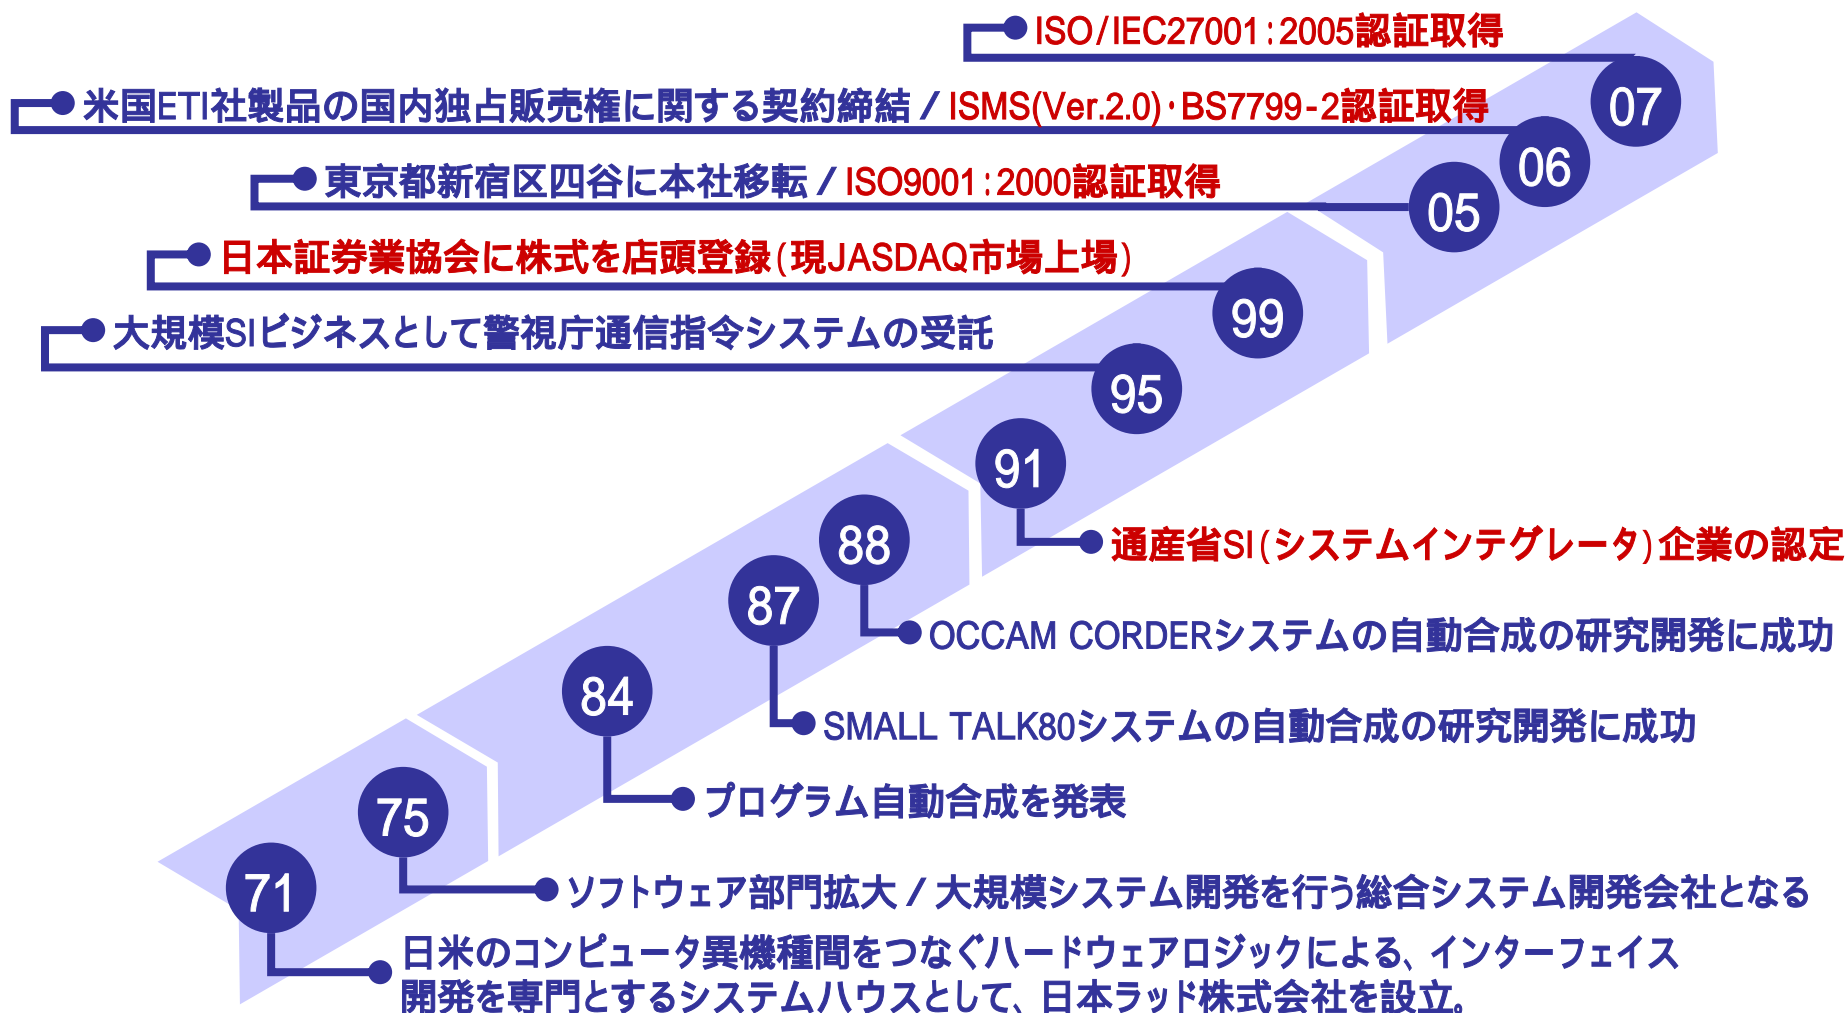 ISO/IEC27001:2005認証取得
07
米国ETI社製品の国内独占販売権に関する契約締結 / ISMS(Ver.2.0)・BS7799-2認証取得
06
東京都新宿区四谷に本社移転 / ISO9001:2000認証取得
05
日本証券業協会に株式を店頭登録(現JASDAQ市場上場)
99
大規模SIビジネスとして警視庁通信指令システムの受託
95
91
通産省SI(システムインテグレータ)企業の認定
88
OCCAM CORDERシステムの自動合成の研究開発に成功
87
SMALL TALK80システムの自動合成の研究開発に成功
84
プログラム自動合成を発表
75
ソフトウェア部門拡大 / 大規模システム開発を行う総合システム開発会社となる
71
日米のコンピュータ異機種間をつなぐハードウェアロジックによる、インターフェイス
開発を専門とするシステムハウスとして、日本ラッド株式会社を設立。